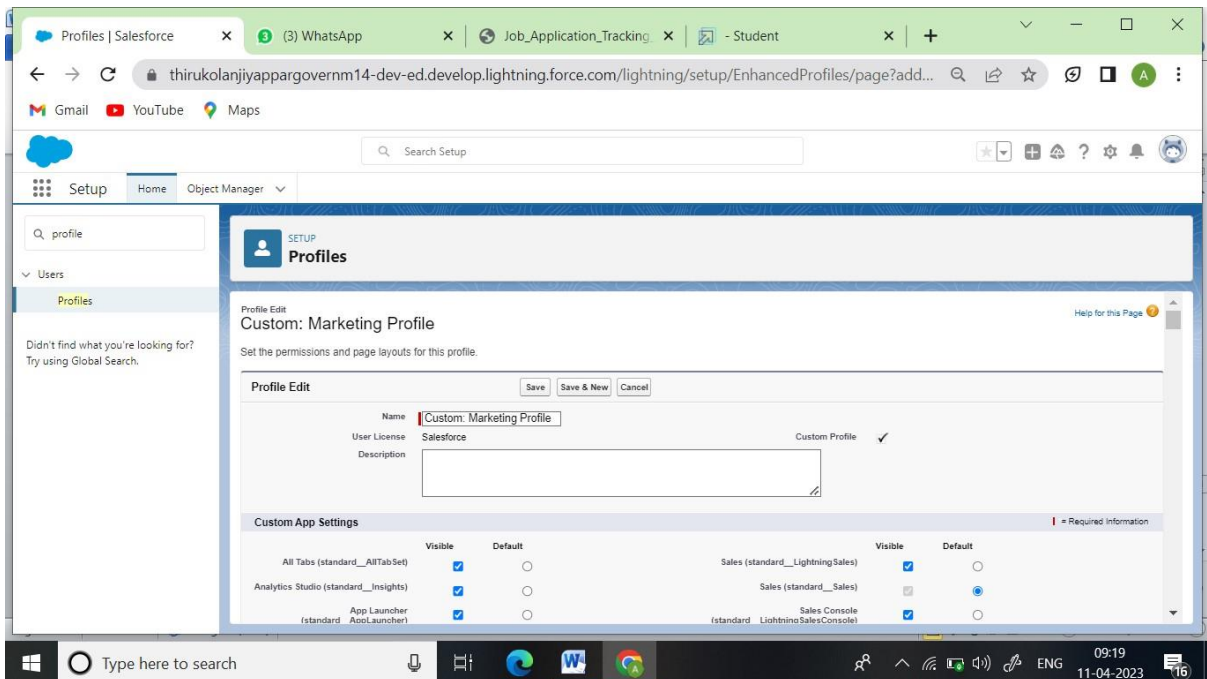 Profiles | Salesforce
3 (3) WhatsApp
Job_Application_Tracking_
- Student
thirukolanjiyappargovernm14-dev-ed.develop.lightning.force.com/lightning/setup/EnhancedProfiles/page?add...
A
Gmail YouTube Maps
Search Setup
Setup Home Object Manager
profile
SETUP
Profiles
Users
Profiles
Didn't find what you're looking for?
Try using Global Search.
Profile Edit
Custom: Marketing Profile
Help for this Page
Set the permissions and page layouts for this profile.
Profile Edit Save Save & New Cancel
Name Custom: Marketing Profile
User License Salesforce Custom Profile
Description
Custom App Settings = Required Information
Visible Default Visible Default
All Tabs (standard__AllTabSet) Sales (standard__LightningSales)
Analytics Studio (standard__Insights) Sales (standard__Sales)
App Launcher Sales Console
(standard__AppLauncher) (standard__LightningSalesConsole)
Type here to search
W
A
ENG
09:19
11-04-2023
16